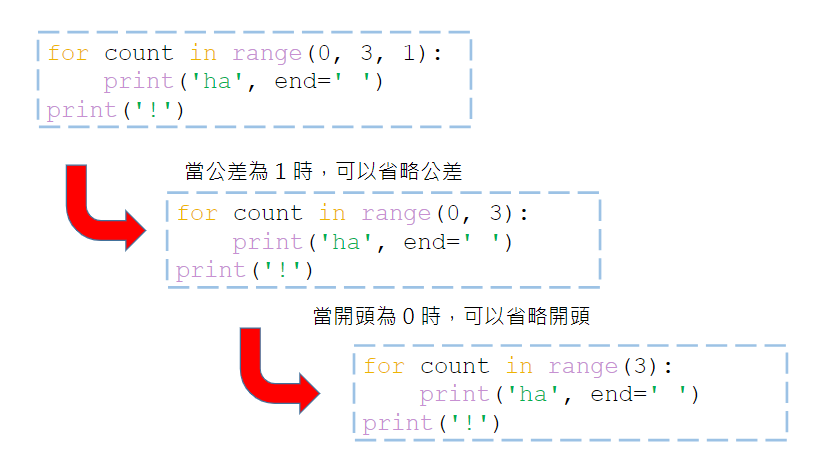 for count in range(0, 3, 1):
    print('ha', end=' ')
print('!')
當公差為 1 時，可以省略公差
for count in range(0, 3):
    print('ha', end=' ')
print('!')
當開頭為 0 時，可以省略開頭
for count in range(3):
    print('ha', end=' ')
print('!')